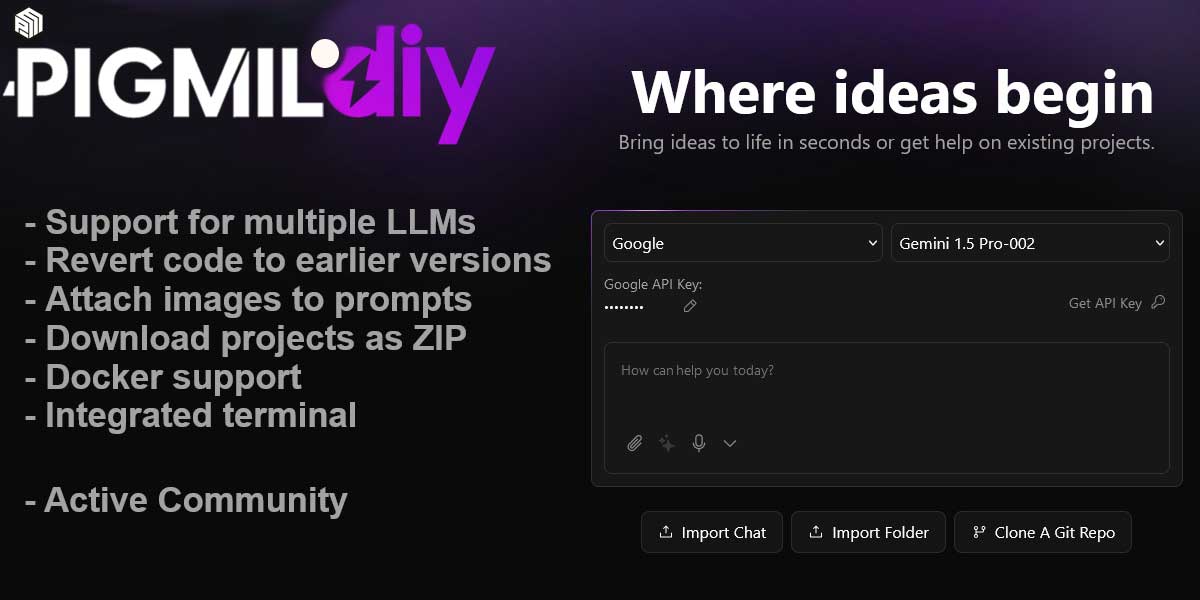 PIGMIL diy
- Support for multiple LLMs
- Revert code to earlier versions
- Attach images to prompts
- Download projects as ZIP
- Docker support
- Integrated terminal
- Active Community
Where ideas begin
Bring ideas to life in seconds or get help on existing projects.
Google
Gemini 1.5 Pro-002
Google API Key:
••••••••
Get API Key
How can help you today?
Import Chat
Import Folder
Clone A Git Repo